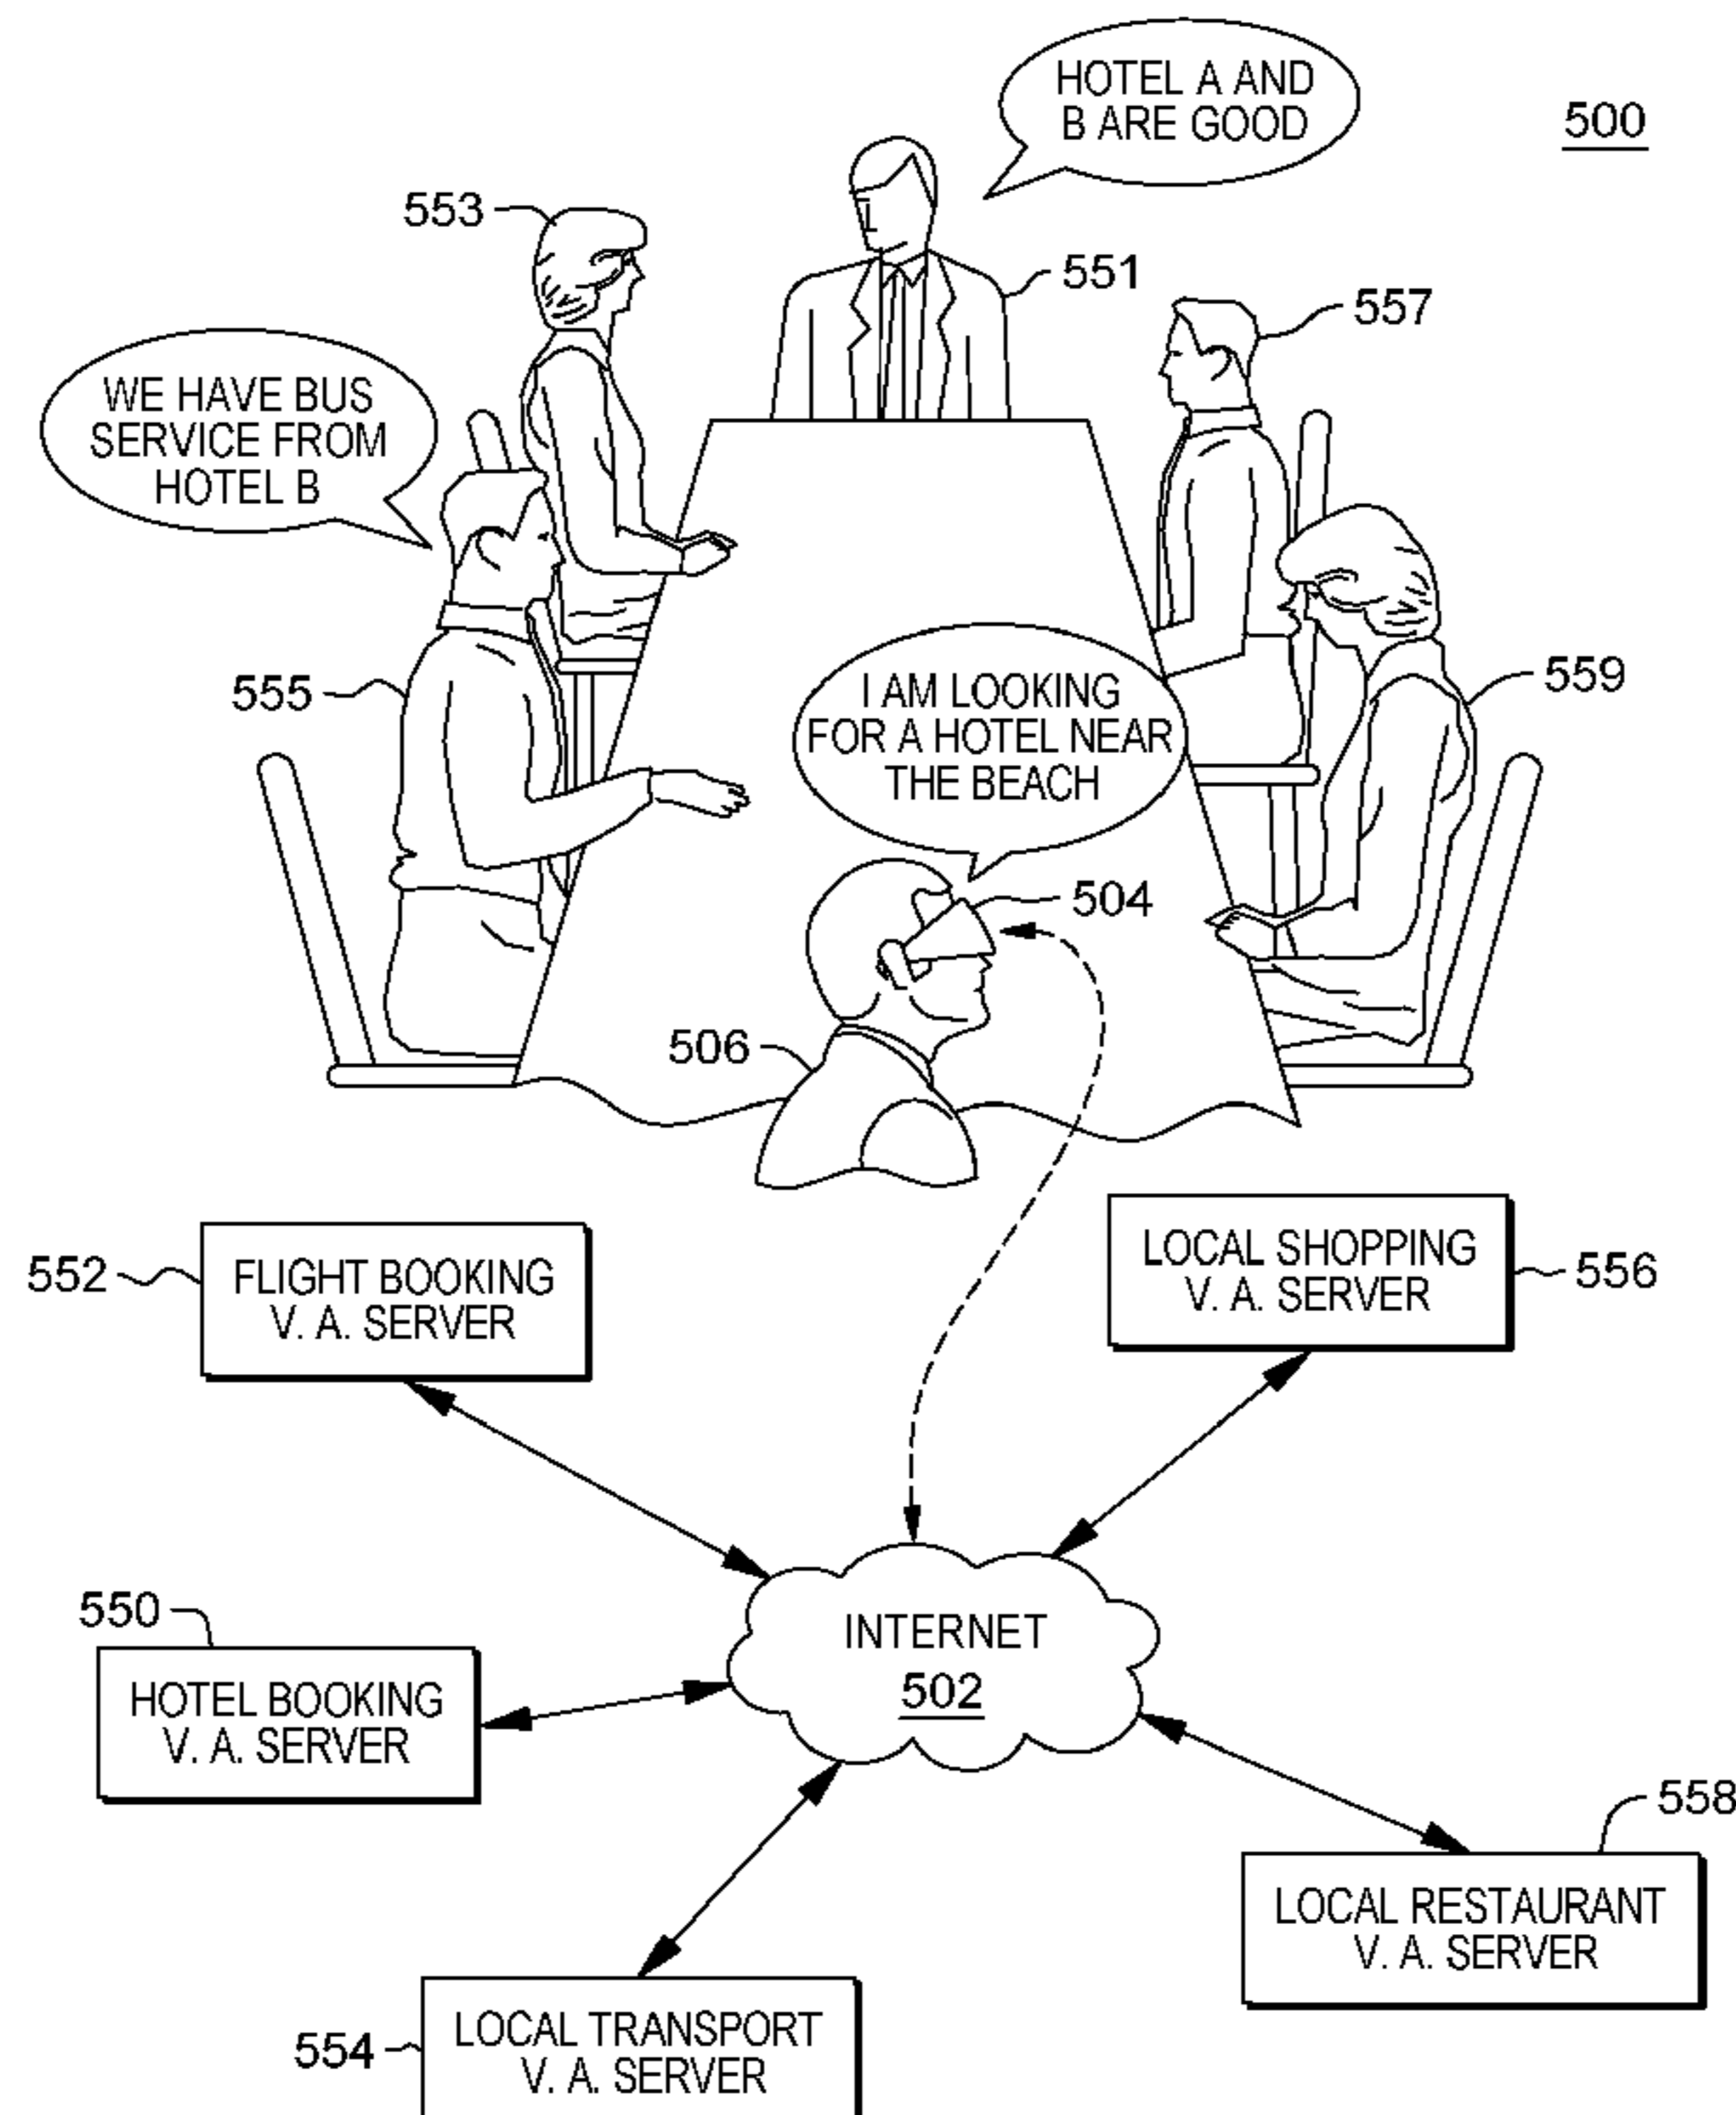 HOTEL A AND
B ARE GOOD
500
553
551
557
WE HAVE BUS
SERVICE FROM
HOTEL B
I AM LOOKING
FOR A HOTEL NEAR
THE BEACH
555
559
504
506
552
FLIGHT BOOKING
V. A. SERVER
LOCAL SHOPPING
V. A. SERVER
556
550
HOTEL BOOKING
V. A. SERVER
INTERNET
502
558
LOCAL RESTAURANT
V. A. SERVER
554
LOCAL TRANSPORT
V. A. SERVER